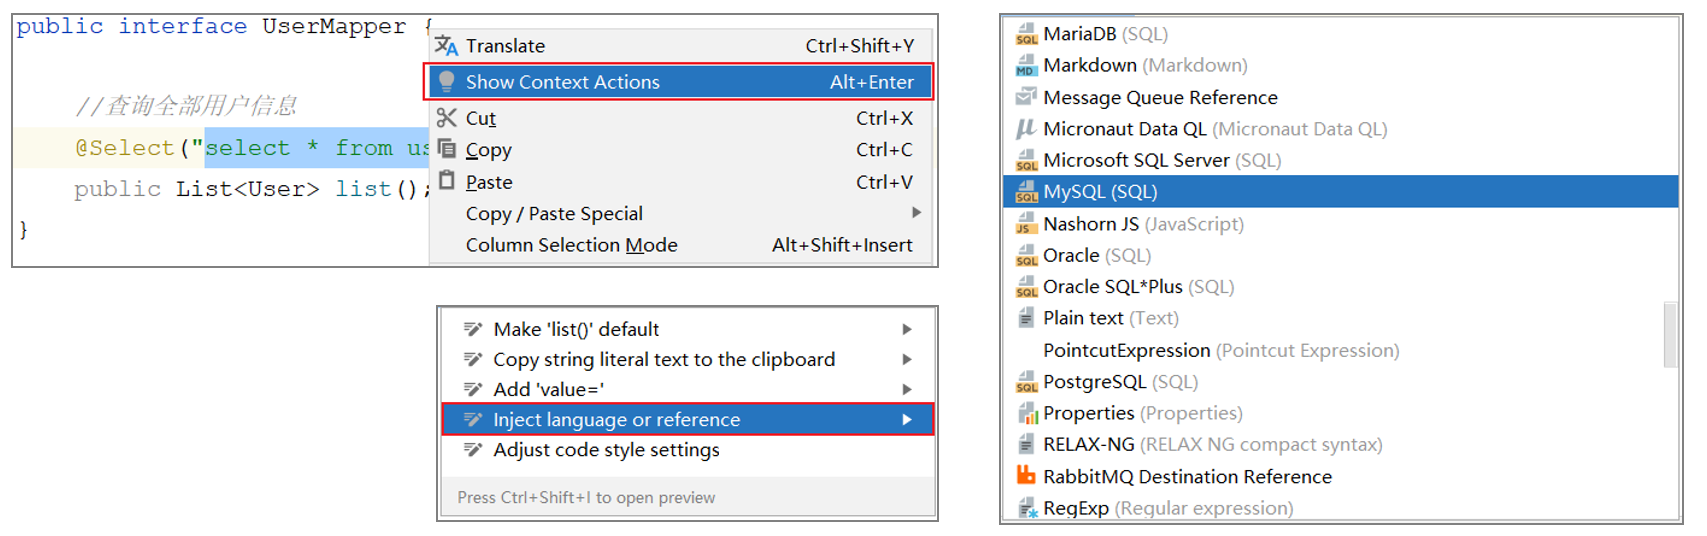 public interface UserMapper {
//查询全部用户信息
@Select("select * from us
public List<User> list();
}
Translate Ctrl+Shift+Y
Show Context Actions Alt+Enter
Cut Ctrl+X
Copy Ctrl+C
Paste Ctrl+V
Copy / Paste Special
Column Selection Mode Alt+Shift+Insert
Make 'list()' default
Copy string literal text to the clipboard
Add 'value='
Inject language or reference
Adjust code style settings
Press Ctrl+Shift+I to open preview
MariaDB (SQL)
Markdown (Markdown)
Message Queue Reference
Micronaut Data QL (Micronaut Data QL)
Microsoft SQL Server (SQL)
MySQL (SQL)
Nashorn JS (JavaScript)
Oracle (SQL)
Oracle SQL*Plus (SQL)
Plain text (Text)
PointcutExpression (Pointcut Expression)
PostgreSQL (SQL)
Properties (Properties)
RELAX-NG (RELAX NG compact syntax)
RabbitMQ Destination Reference
RegExp (Regular expression)